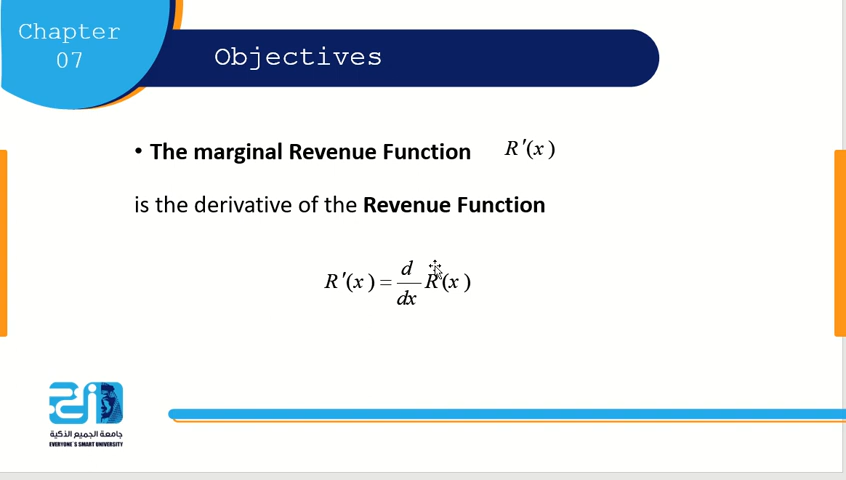 Chapter
07
Objectives
• The marginal Revenue Function R'(x)
is the derivative of the Revenue Function
R'(x) = d/dx R(x)
جامعة الجميع الذكية
EVERYONE`S SMART UNIVERSITY